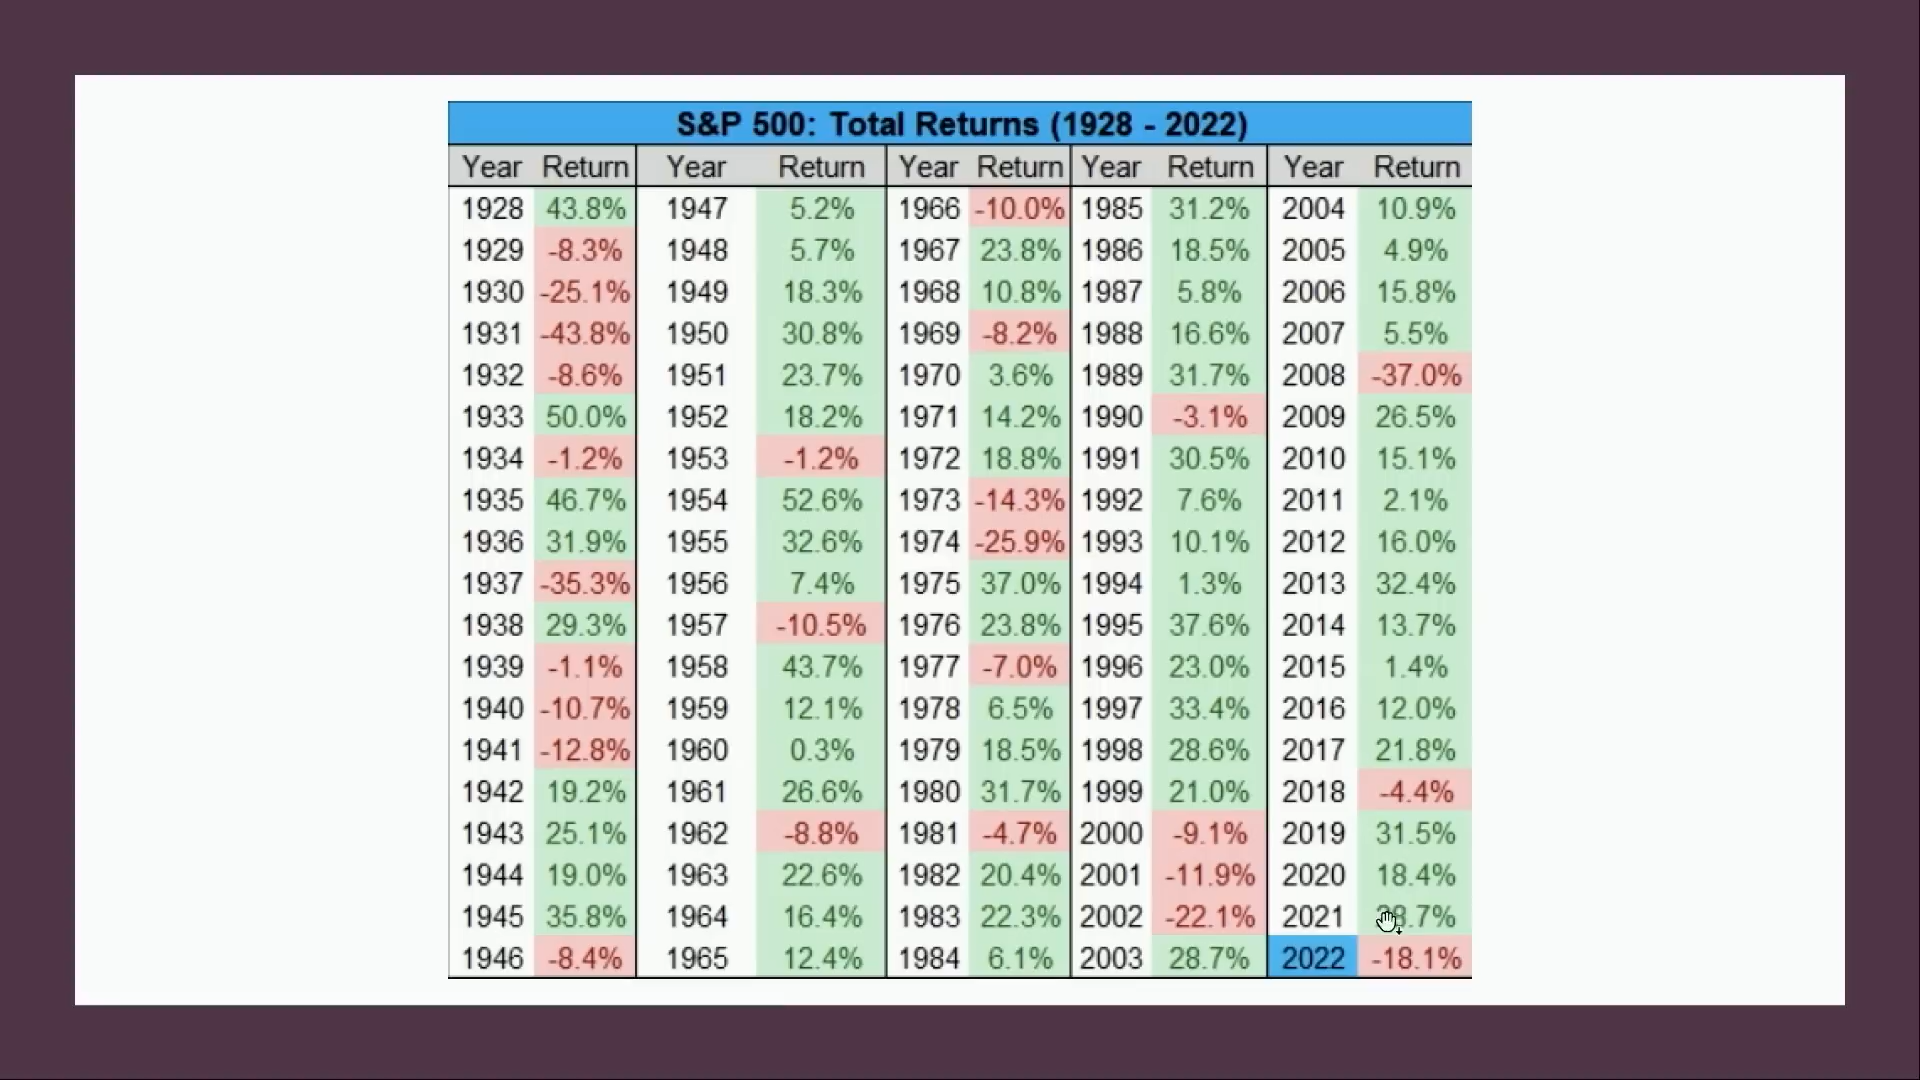 S&P 500: Total Returns (1928 - 2022)
Year Return Year Return Year Return Year Return Year Return
1928 43.8% 1947 5.2% 1966 -10.0% 1985 31.2% 2004 10.9%
1929 -8.3% 1948 5.7% 1967 23.8% 1986 18.5% 2005 4.9%
1930 -25.1% 1949 18.3% 1968 10.8% 1987 5.8% 2006 15.8%
1931 -43.8% 1950 30.8% 1969 -8.2% 1988 16.6% 2007 5.5%
1932 -8.6% 1951 23.7% 1970 3.6% 1989 31.7% 2008 -37.0%
1933 50.0% 1952 18.2% 1971 14.2% 1990 -3.1% 2009 26.5%
1934 -1.2% 1953 -1.2% 1972 18.8% 1991 30.5% 2010 15.1%
1935 46.7% 1954 52.6% 1973 -14.3% 1992 7.6% 2011 2.1%
1936 31.9% 1955 32.6% 1974 -25.9% 1993 10.1% 2012 16.0%
1937 -35.3% 1956 7.4% 1975 37.0% 1994 1.3% 2013 32.4%
1938 29.3% 1957 -10.5% 1976 23.8% 1995 37.6% 2014 13.7%
1939 -1.1% 1958 43.7% 1977 -7.0% 1996 23.0% 2015 1.4%
1940 -10.7% 1959 12.1% 1978 6.5% 1997 33.4% 2016 12.0%
1941 -12.8% 1960 0.3% 1979 18.5% 1998 28.6% 2017 21.8%
1942 19.2% 1961 26.6% 1980 31.7% 1999 21.0% 2018 -4.4%
1943 25.1% 1962 -8.8% 1981 -4.7% 2000 -9.1% 2019 31.5%
1944 19.0% 1963 22.6% 1982 20.4% 2001 -11.9% 2020 18.4%
1945 35.8% 1964 16.4% 1983 22.3% 2002 -22.1% 2021
1946 -8.4% 1965 12.4% 1984 6.1% 2003 28.7% 2022 -18.1%